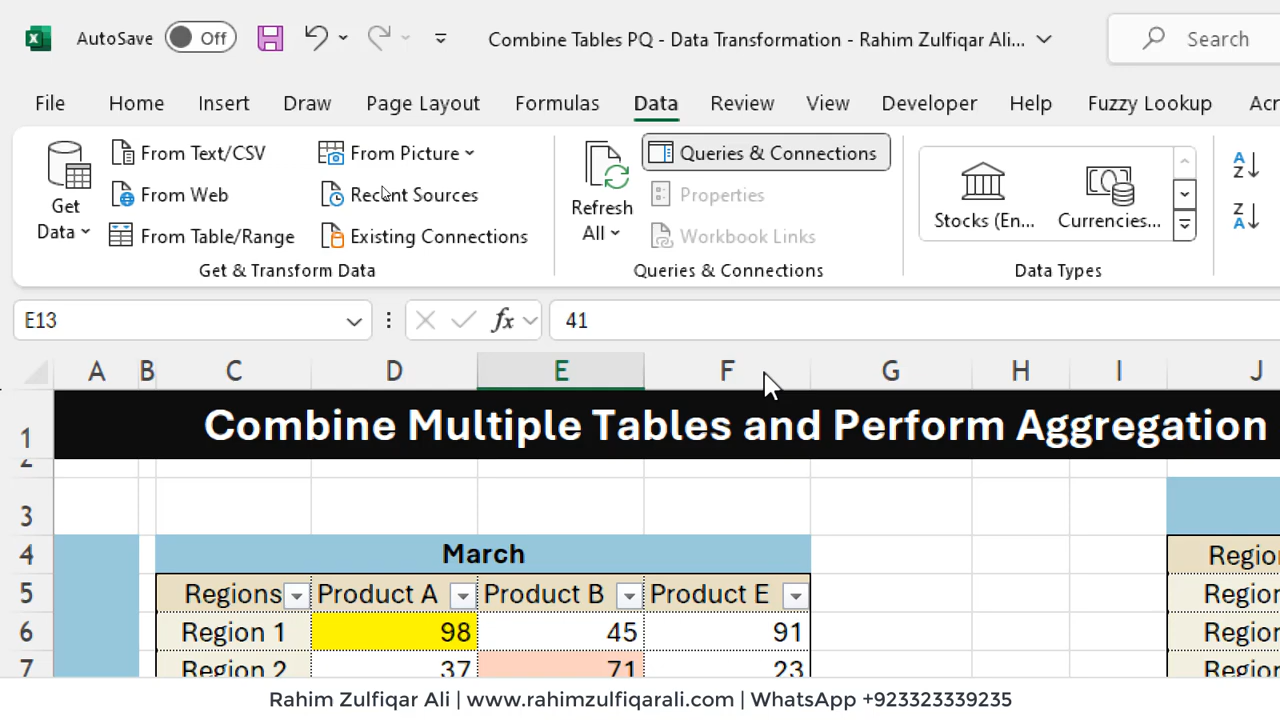 AutoSave Off Combine Tables PQ - Data Transformation - Rahim Zulfiqar Ali... Search
File Home Insert Draw Page Layout Formulas Data Review View Developer Help Fuzzy Lookup Acr
Get Data
From Text/CSV
From Web
From Table/Range
From Picture
Recent Sources
Existing Connections
Get & Transform Data
Refresh All
Queries & Connections
Properties
Workbook Links
Queries & Connections
Stocks (En... Currencies...
Data Types
E13 fx 41
A B C D E F G H I J
1 Combine Multiple Tables and Perform Aggregation
2
3
4 March Region
5 Regions Product A Product B Product E Region
6 Region 1 98 45 91 Region
7 Region 2 37 71 23 Region
Rahim Zulfiqar Ali | www.rahimzulfiqarali.com | WhatsApp +923323339235